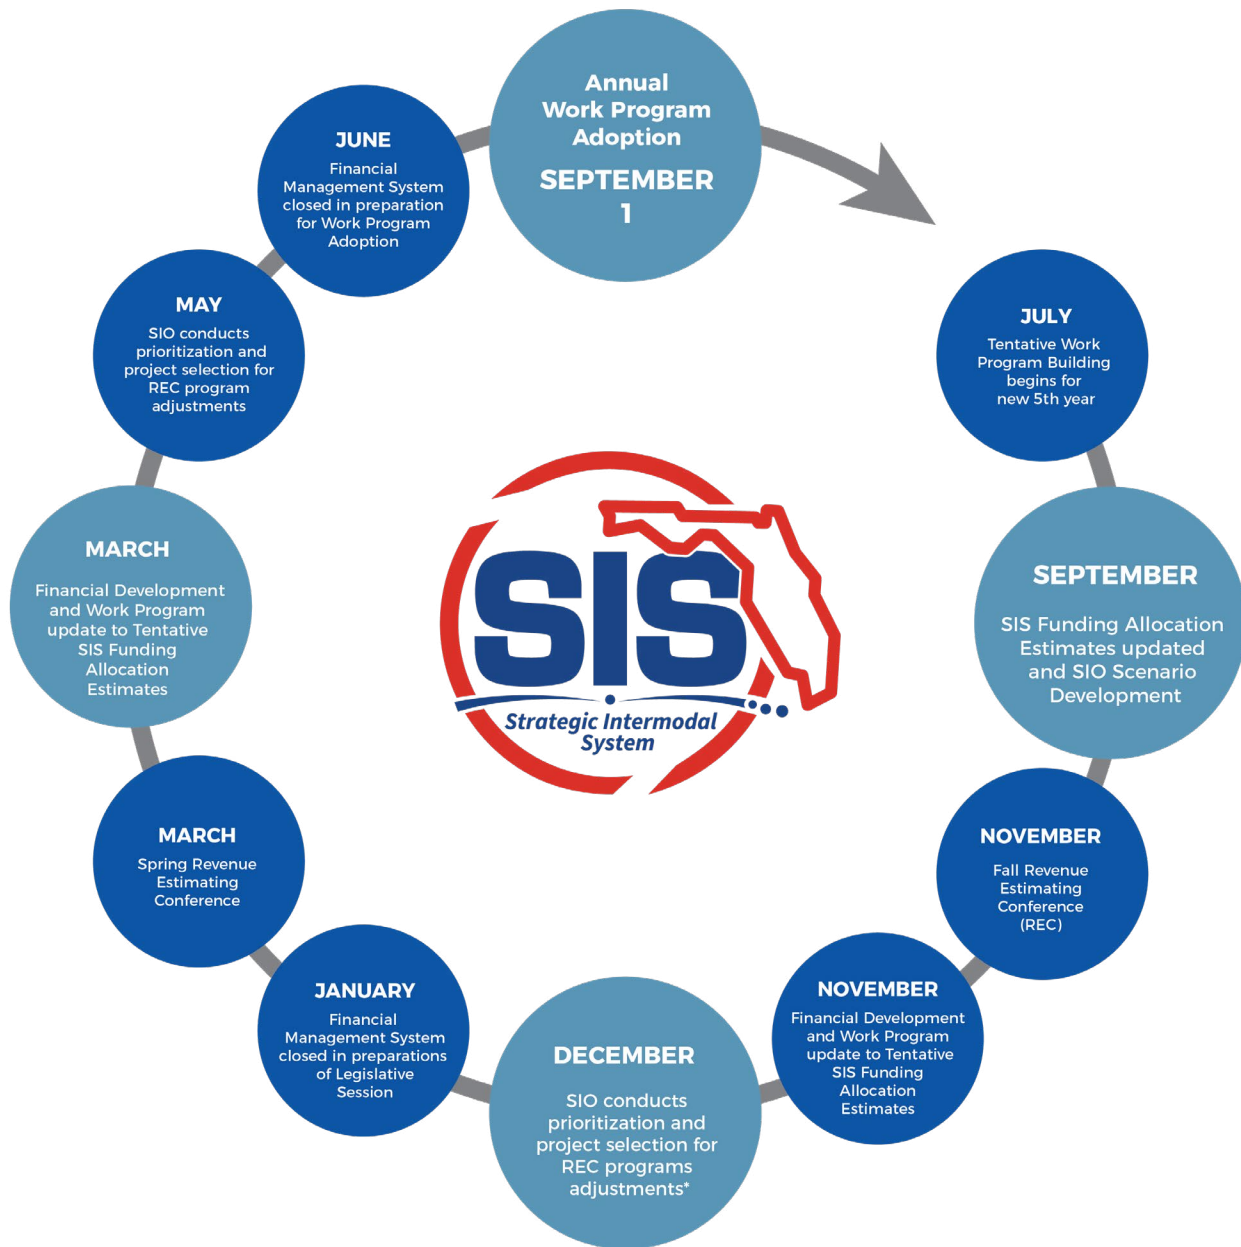 Annual
Work Program
Adoption
SEPTEMBER
1
JULY
Tentative Work
Program Building
begins for
new 5th year
SEPTEMBER
SIS Funding Allocation
Estimates updated
and SIO Scenario
Development
NOVEMBER
Fall Revenue
Estimating
Conference
(REC)
NOVEMBER
Financial Development
and Work Program
update to Tentative
SIS Funding
Allocation
Estimates
DECEMBER
SIO conducts
prioritization and
project selection for
REC programs
adjustments*
JANUARY
Financial
Management System
closed in preparations
of Legislative
Session
MARCH
Spring Revenue
Estimating
Conference
MARCH
Financial Development
and Work Program
update to Tentative
SIS Funding
Allocation
Estimates
MAY
SIO conducts
prioritization and
project selection for
REC program
adjustments
JUNE
Financial
Management System
closed in preparation
for Work Program
Adoption
SIS
Strategic Intermodal
System